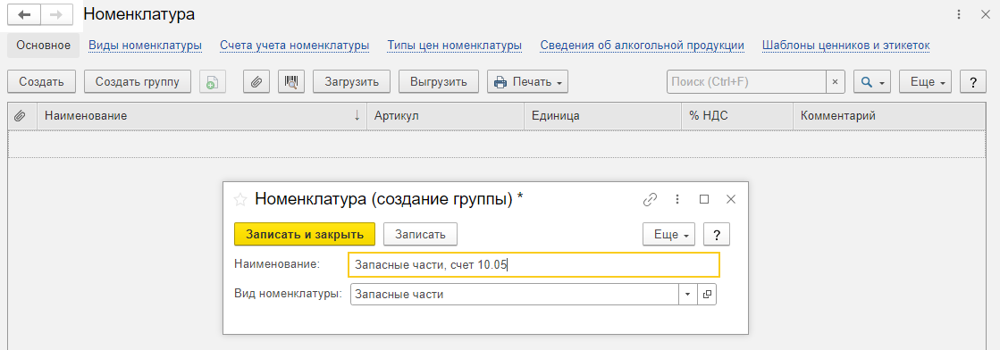 Номенклатура
Основное Виды номенклатуры Счета учета номенклатуры Типы цен номенклатуры Сведения об алкогольной продукции Шаблоны ценников и этикеток
Создать Создать группу Загрузить Выгрузить Печать Поиск (Ctrl+F) × Еще ?
Наименование ↓ Артикул Единица % НДС Комментарий
Номенклатура (создание группы) *
Записать и закрыть Записать Еще ?
Наименование: Запасные части, счет 10.05
Вид номенклатуры: Запасные части